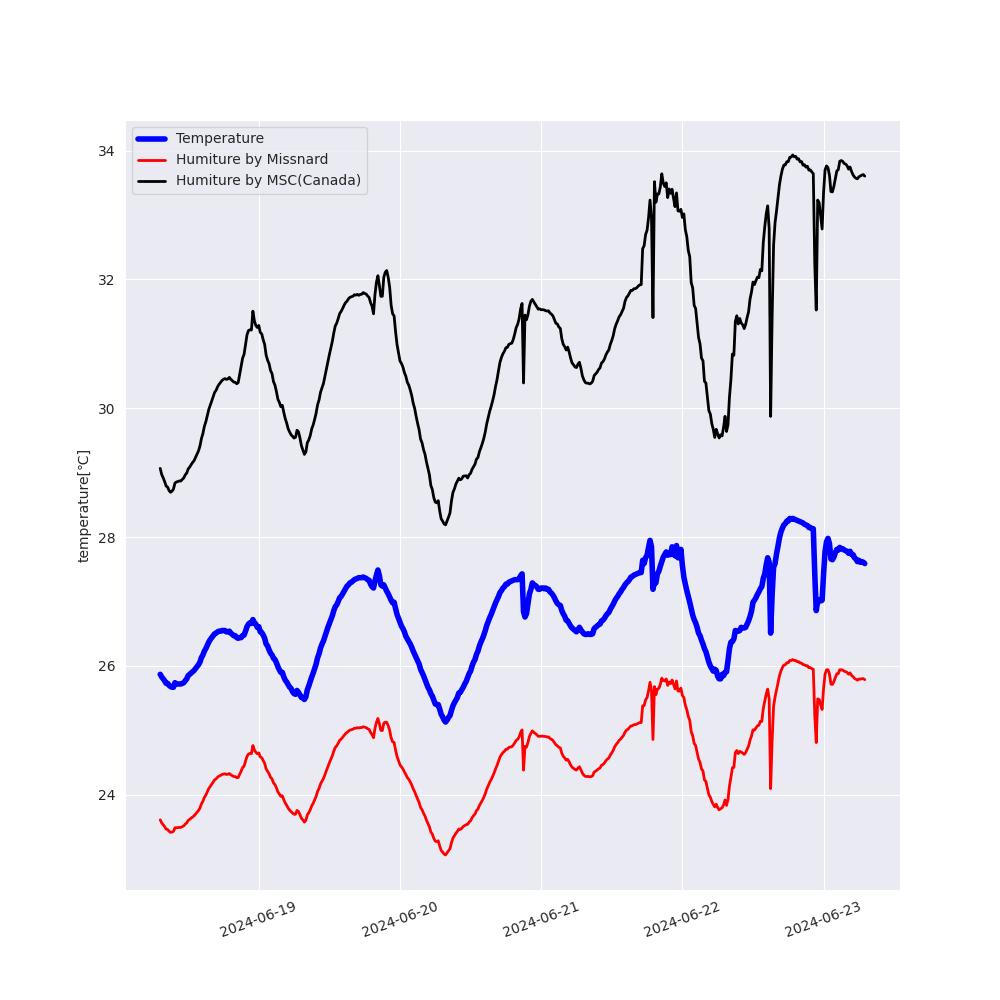 Temperature
Humiture by Missnard
Humiture by MSC(Canada)
34
32
30
28
26
24
temperature[℃]
2024-06-19
2024-06-20
2024-06-21
2024-06-22
2024-06-23